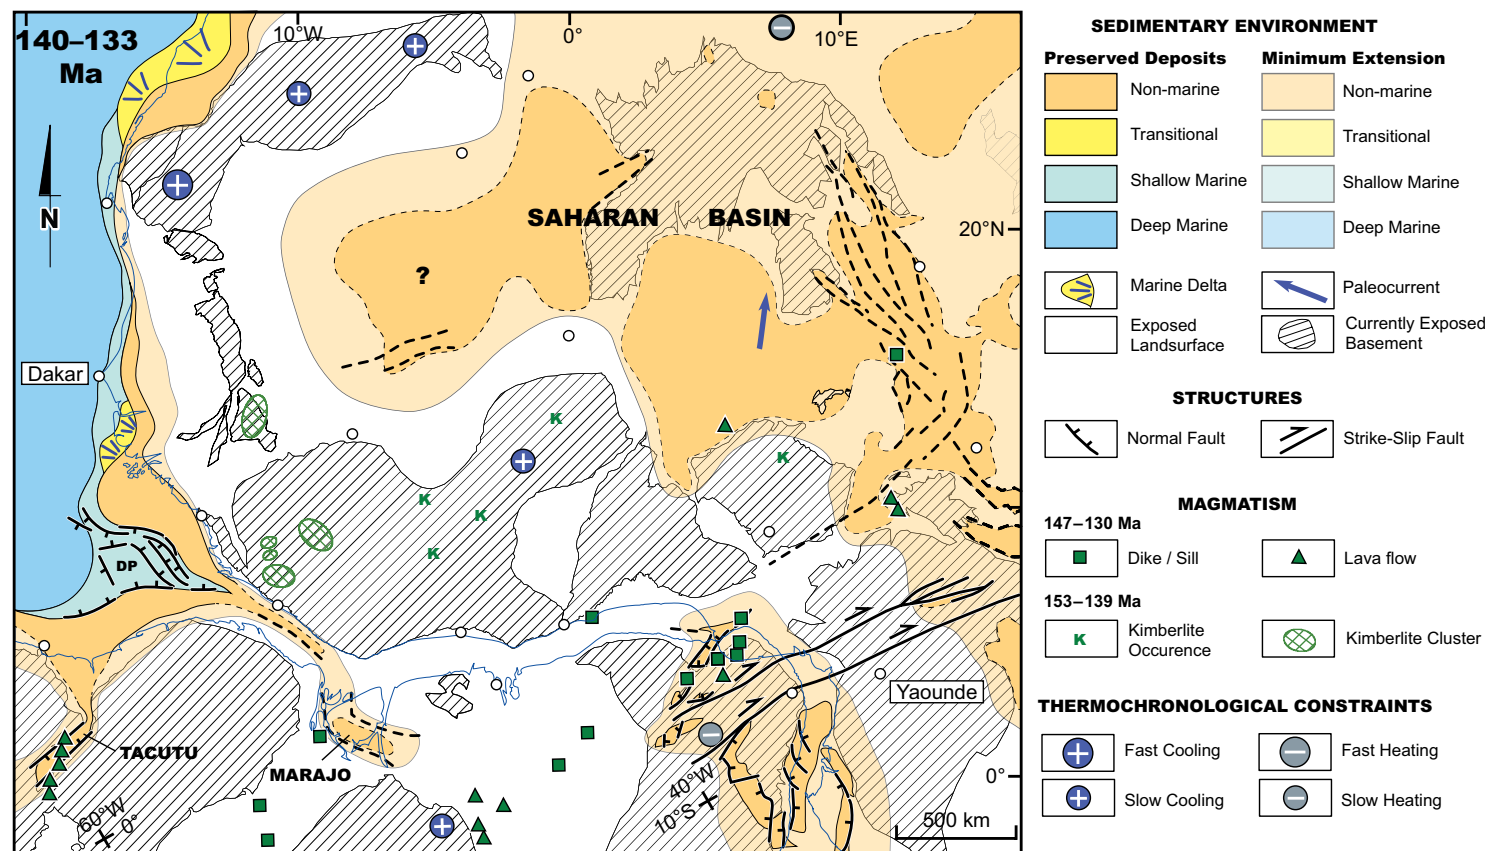 140–133
Ma
10°W
0°
10°E
N
SAHARAN BASIN
20°N
?
Dakar
K
K
K
K
K
DP
TACUTU
MARAJO
Yaounde
60°W
0°
40°W
10°S
0°
500 km
SEDIMENTARY ENVIRONMENT
Preserved Deposits
Minimum Extension
Non-marine
Non-marine
Transitional
Transitional
Shallow Marine
Shallow Marine
Deep Marine
Deep Marine
Marine Delta
Paleocurrent
Exposed
Landsurface
Currently Exposed
Basement
STRUCTURES
Normal Fault
Strike-Slip Fault
MAGMATISM
147–130 Ma
Dike / Sill
Lava flow
153–139 Ma
K
Kimberlite
Occurence
Kimberlite Cluster
THERMOCHRONOLOGICAL CONSTRAINTS
Fast Cooling
Fast Heating
Slow Cooling
Slow Heating